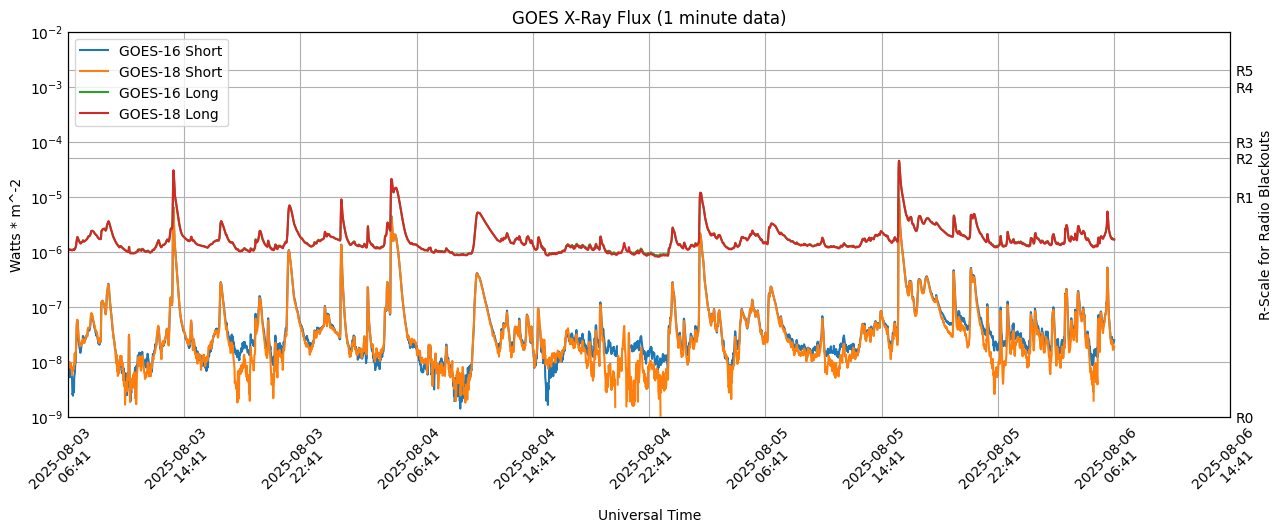 GOES X-Ray Flux (1 minute data)
GOES-16 Short
GOES-18 Short
GOES-16 Long
GOES-18 Long
10^-2
10^-3
10^-4
10^-5
10^-6
10^-7
10^-8
10^-9
Watts * m^-2
R5
R4
R3
R2
R1
R0
R-Scale for Radio Blackouts
2025-08-03
06:41
2025-08-03
14:41
2025-08-03
22:41
2025-08-04
06:41
2025-08-04
14:41
2025-08-04
22:41
2025-08-05
06:41
2025-08-05
14:41
2025-08-05
22:41
2025-08-06
06:41
2025-08-06
14:41
Universal Time